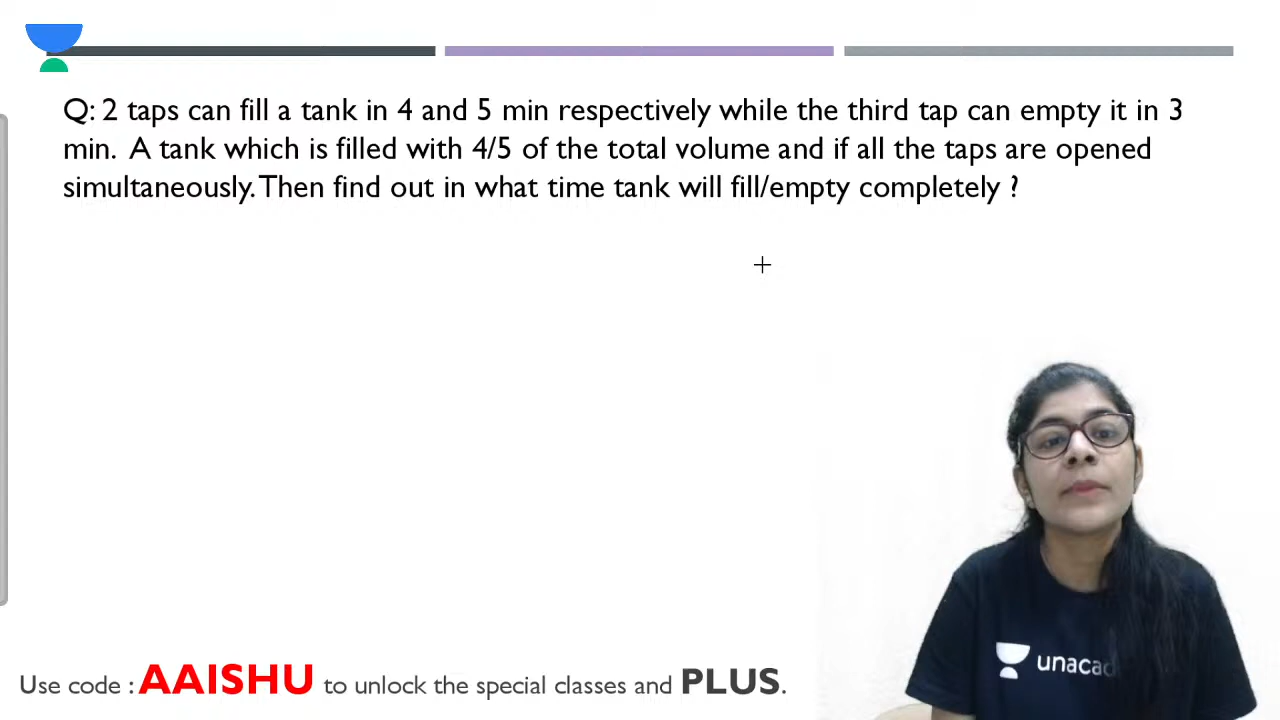 Q: 2 taps can fill a tank in 4 and 5 min respectively while the third tap can empty it in 3
min. A tank which is filled with 4/5 of the total volume and if all the taps are opened
simultaneously. Then find out in what time tank will fill/empty completely ?
unacad
Use code : AAISHU to unlock the special classes and PLUS.